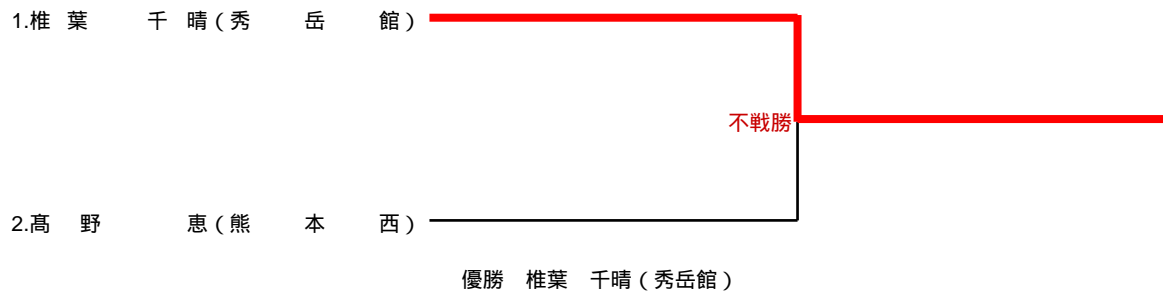 1.椎 葉 千 晴（秀 岳 館）
不戦勝
2.髙 野 恵（熊 本 西）
優勝 椎葉 千晴（秀岳館）